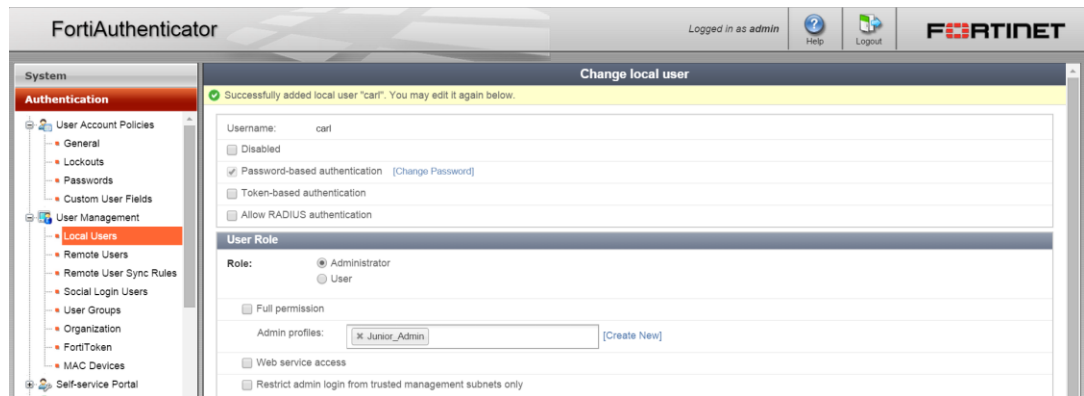 FortiAuthenticator
Logged in as admin
Help
Logout
FORTINET
System
Authentication
User Account Policies
General
Lockouts
Passwords
Custom User Fields
User Management
Local Users
Remote Users
Remote User Sync Rules
Social Login Users
User Groups
Organization
FortiToken
MAC Devices
Self-service Portal
Change local user
Successfully added local user "carl". You may edit it again below.
Username: carl
Disabled
Password-based authentication [Change Password]
Token-based authentication
Allow RADIUS authentication
User Role
Role: Administrator
User
Full permission
Admin profiles: Junior_Admin [Create New]
Web service access
Restrict admin login from trusted management subnets only